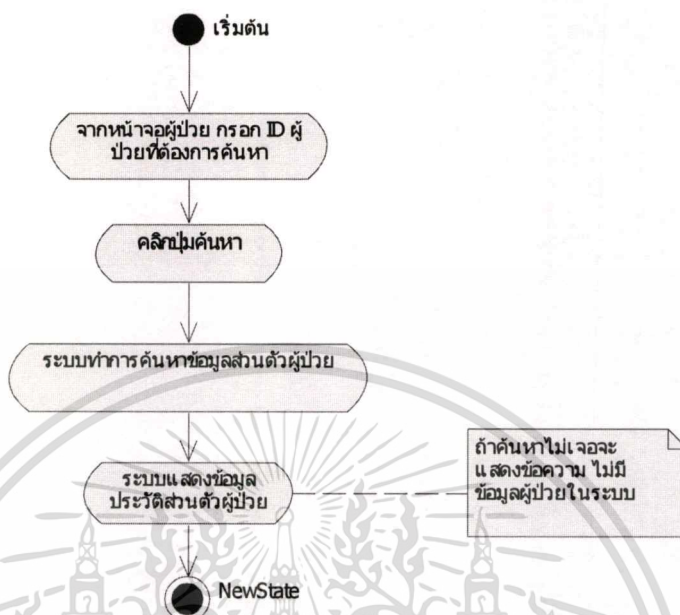 เริ่มต้น
จากหน้าจอผู้ป่วย กรอก ID ผู้
ป่วยที่ต้องการค้นหา
คลิกปุ่มค้นหา
ระบบทำการค้นหาข้อมูลส่วนตัวผู้ป่วย
ระบบแสดงข้อมูล
ประวัติส่วนตัวผู้ป่วย
ถ้าค้นหาไม่เจอจะ
แสดงข้อความ ไม่มี
ข้อมูลผู้ป่วยในระบบ
NewState